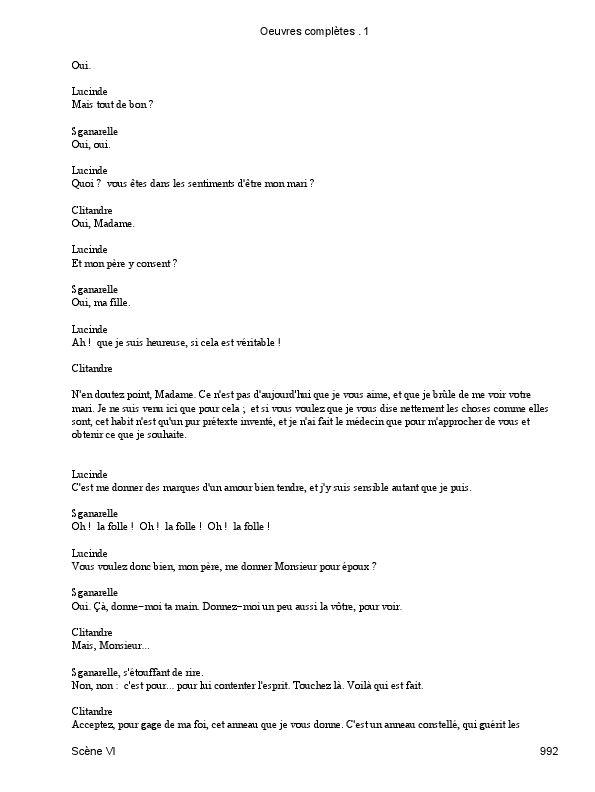 Oeuvres complètes . 1
Oui.
Lucinde
Mais tout de bon ?
Sganarelle
Oui, oui.
Lucinde
Quoi ?  vous êtes dans les sentiments d'être mon mari ?
Clitandre
Oui, Madame.
Lucinde
Et mon père y consent ?
Sganarelle
Oui, ma fille.
Lucinde
Ah !  que je suis heureuse, si cela est véritable !
Clitandre
N'en doutez point, Madame. Ce n'est pas d'aujourd'hui que je vous aime, et que je brûle de me voir votre
mari. Je ne suis venu ici que pour cela ;  et si vous voulez que je vous dise nettement les choses comme elles
sont, cet habit n'est qu'un pur prétexte inventé, et je n'ai fait le médecin que pour m'approcher de vous et
obtenir ce que je souhaite.
Lucinde
C'est me donner des marques d'un amour bien tendre, et j'y suis sensible autant que je puis.
Sganarelle
Oh !  la folle !  Oh !  la folle !  Oh !  la folle !
Lucinde
Vous voulez donc bien, mon père, me donner Monsieur pour époux ?
Sganarelle
Oui. Çà, donne−moi ta main. Donnez−moi un peu aussi la vôtre, pour voir.
Clitandre
Mais, Monsieur...
Sganarelle, s'étouffant de rire.
Non, non :  c'est pour... pour lui contenter l'esprit. Touchez là. Voilà qui est fait.
Clitandre
Acceptez, pour gage de ma foi, cet anneau que je vous donne. C'est un anneau constellé, qui guérit les
Scène VI 992